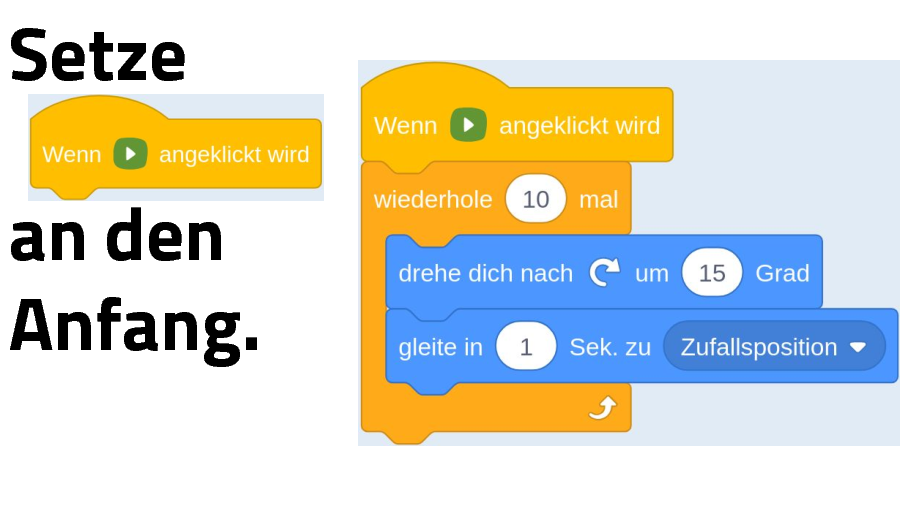 Setze
Wenn angeklickt wird
an den
Anfang.
Wenn angeklickt wird
wiederhole 10 mal
drehe dich nach um 15 Grad
gleite in 1 Sek. zu Zufallsposition